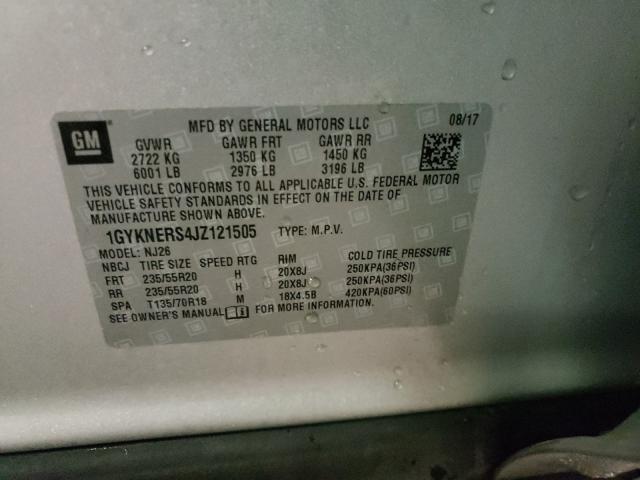 GM
MFD BY GENERAL MOTORS LLC 08/17
GVWR GAWR FRT GAWR RR
2722 KG 1350 KG 1450 KG
6001 LB 2976 LB 3196 LB
THIS VEHICLE CONFORMS TO ALL APPLICABLE U.S. FEDERAL MOTOR
VEHICLE SAFETY STANDARDS IN EFFECT ON THE DATE OF
MANUFACTURE SHOWN ABOVE.
1GYKNERS4JZ121505 TYPE: M.P.V.
MODEL: NJ26
NBCJ TIRE SIZE SPEED RTG RIM COLD TIRE PRESSURE
FRT 235/55R20 H 20X8J 250KPA(36PSI)
RR 235/55R20 H 20X8J 250KPA(36PSI)
SPA T135/70R18 M 18X4.5B 420KPA(60PSI)
SEE OWNER'S MANUAL FOR MORE INFORMATION.